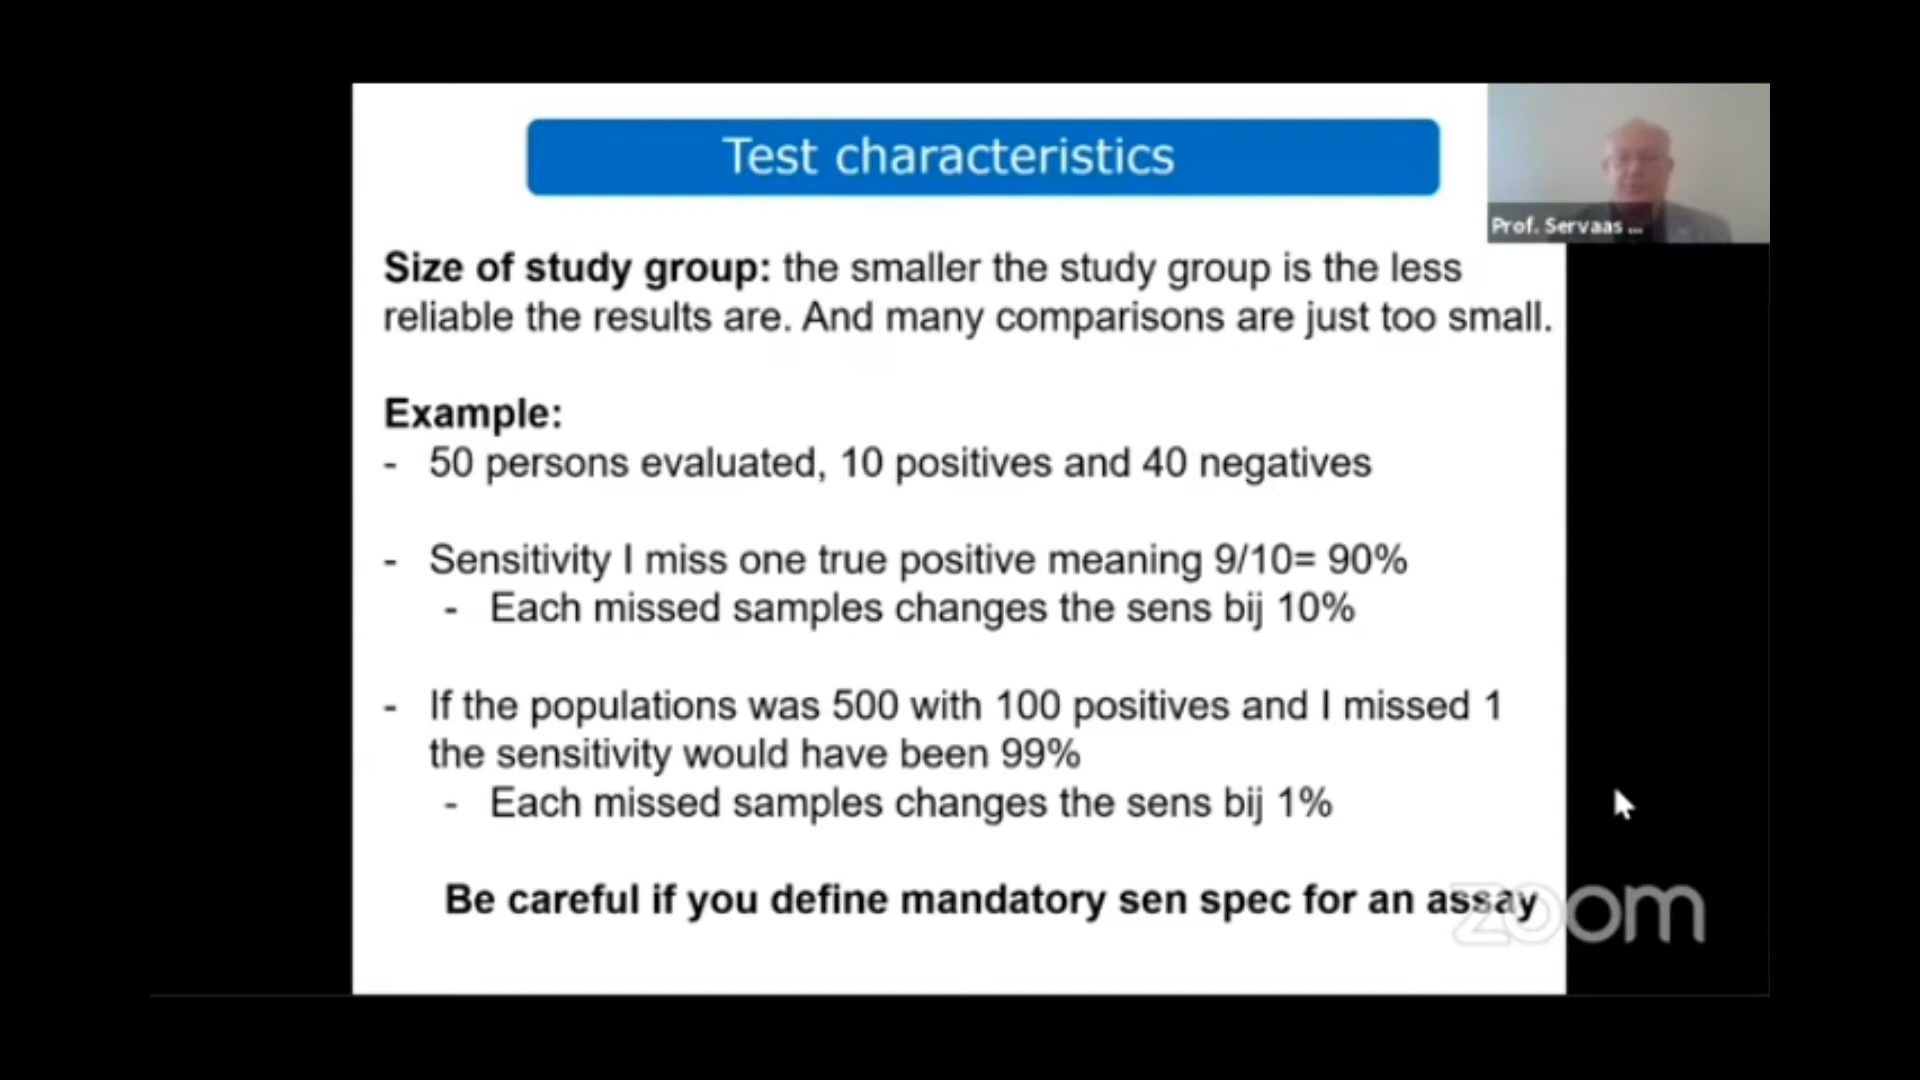 Test characteristics
Prof. Servaas ...
Size of study group: the smaller the study group is the less
reliable the results are. And many comparisons are just too small.
Example:
- 50 persons evaluated, 10 positives and 40 negatives
- Sensitivity I miss one true positive meaning 9/10= 90%
- Each missed samples changes the sens bij 10%
- If the populations was 500 with 100 positives and I missed 1
the sensitivity would have been 99%
- Each missed samples changes the sens bij 1%
Be careful if you define mandatory sen spec for an assay
zoom